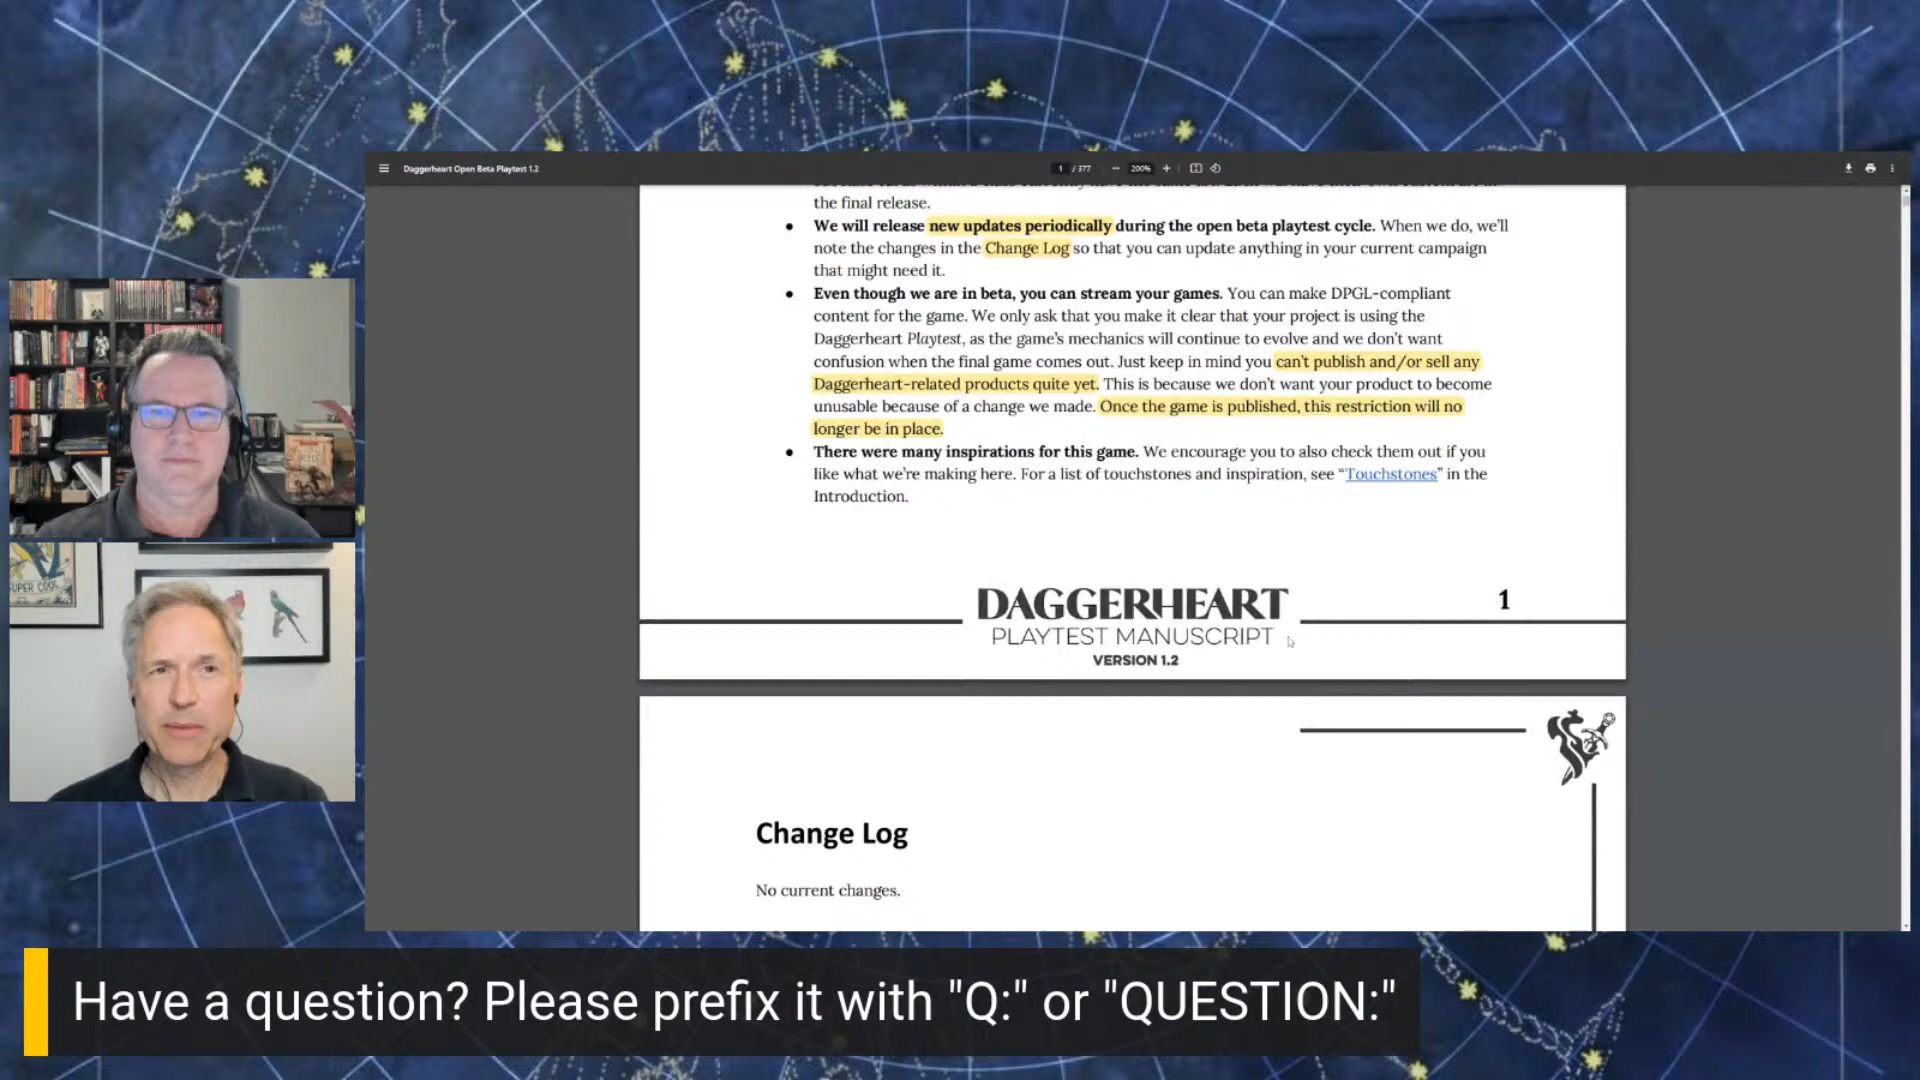 Daggerheart Open Beta Playtest 1.2
1 / 377
200%
the final release.
● We will release new updates periodically during the open beta playtest cycle. When we do, we’ll
note the changes in the Change Log so that you can update anything in your current campaign
that might need it.
● Even though we are in beta, you can stream your games. You can make DPGL-compliant
content for the game. We only ask that you make it clear that your project is using the
Daggerheart Playtest, as the game’s mechanics will continue to evolve and we don’t want
confusion when the final game comes out. Just keep in mind you can’t publish and/or sell any
Daggerheart-related products quite yet. This is because we don’t want your product to become
unusable because of a change we made. Once the game is published, this restriction will no
longer be in place.
● There were many inspirations for this game. We encourage you to also check them out if you
like what we’re making here. For a list of touchstones and inspiration, see “Touchstones” in the
Introduction.
DAGGERHEART
PLAYTEST MANUSCRIPT
VERSION 1.2
1
Change Log
No current changes.
SUPER COOL
Have a question? Please prefix it with "Q:" or "QUESTION:"